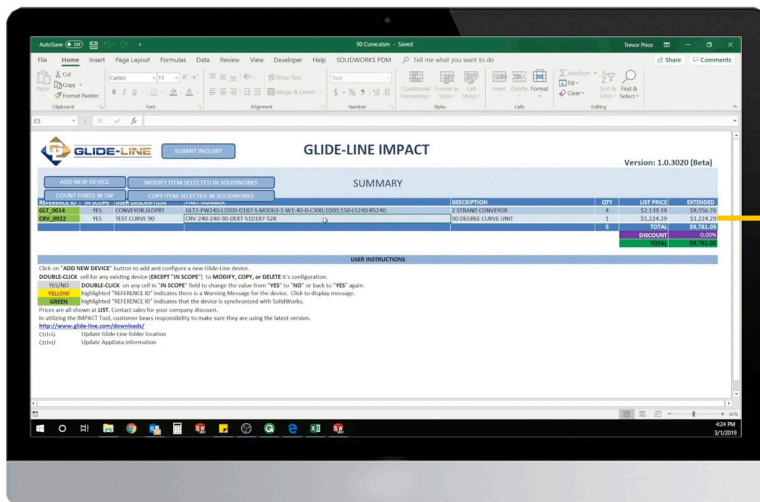 AutoSave Off 90 Curve.xlsm - Saved Trevor Price
File Home Insert Page Layout Formulas Data Review View Developer Help SOLIDWORKS PDM Tell me what you want to do Share Comments
Paste Cut Copy Format Painter Calibri 11 Wrap Text Merge & Center Text Conditional Formatting Format as Table Cell Styles Insert Delete Format AutoSum Fill Clear Sort & Filter Find & Select
Clipboard Font Alignment Number Styles Cells Editing
E5 fx
GLIDE-LINE SUBMIT INQUIRY GLIDE-LINE IMPACT
Version: 1.0.3020 (Beta)
ADD NEW DEVICE MODIFY ITEM SELECTED IN SOLIDWORKS SUMMARY
COUNT PARTS IN SW COPY ITEM SELECTED IN SOLIDWORKS
REFERENCE ID IN SCOPE USER DESCRIPTION PART NUMBER DESCRIPTION QTY LIST PRICE EXTENDED
GLT_0014 YES CONVEYOR.SLDPRT 2 STRAND CONVEYOR 4 $2,139.19 $8,556.76
CRV_0022 YES TEST CURVE 90 CRV-240-240-90-DEXT-S1D187-S2R 90 DEGREE CURVE UNIT 1 $1,224.29 $1,224.29
5 TOTAL $9,781.05
DISCOUNT 0.00%
TOTAL $9,781.05
USER INSTRUCTIONS
Click on "ADD NEW DEVICE" button to add and configure a new Glide-Line device.
DOUBLE-CLICK cell for any existing device (EXCEPT "IN SCOPE") to MODIFY, COPY, or DELETE it's configuration.
YES/NO DOUBLE-CLICK on any cell in "IN SCOPE" field to change the value from "YES" to "NO" or back to "YES" again.
YELLOW highlighted "REFERENCE ID" indicates there is a Warning Message for the device. Click to display message.
GREEN highlighted "REFERENCE ID" indicates that the device is synchronized with SolidWorks.
Prices are all shown at LIST. Contact sales for your company discount.
In utilizing the IMPACT Tool, customer bears responsibility to make sure they are using the latest version.
http://www.glide-line.com/downloads/
Ctrl+G Update Glide-Line folder location
Ctrl+U Update AppData information
4:24 PM
3/1/2019